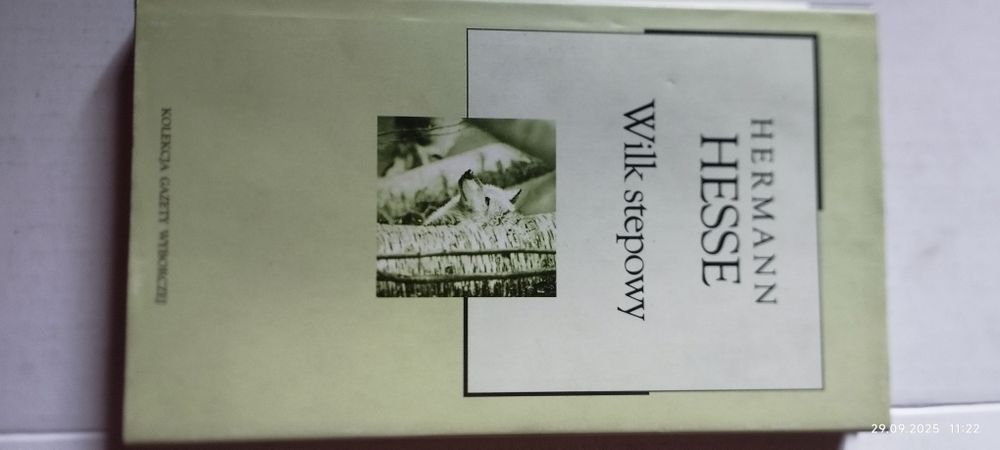 HERMANN
HESSE
Wilk stepowy
KOLEKCJA GAZETY WYBORCZEJ
29.09.2025 11:22